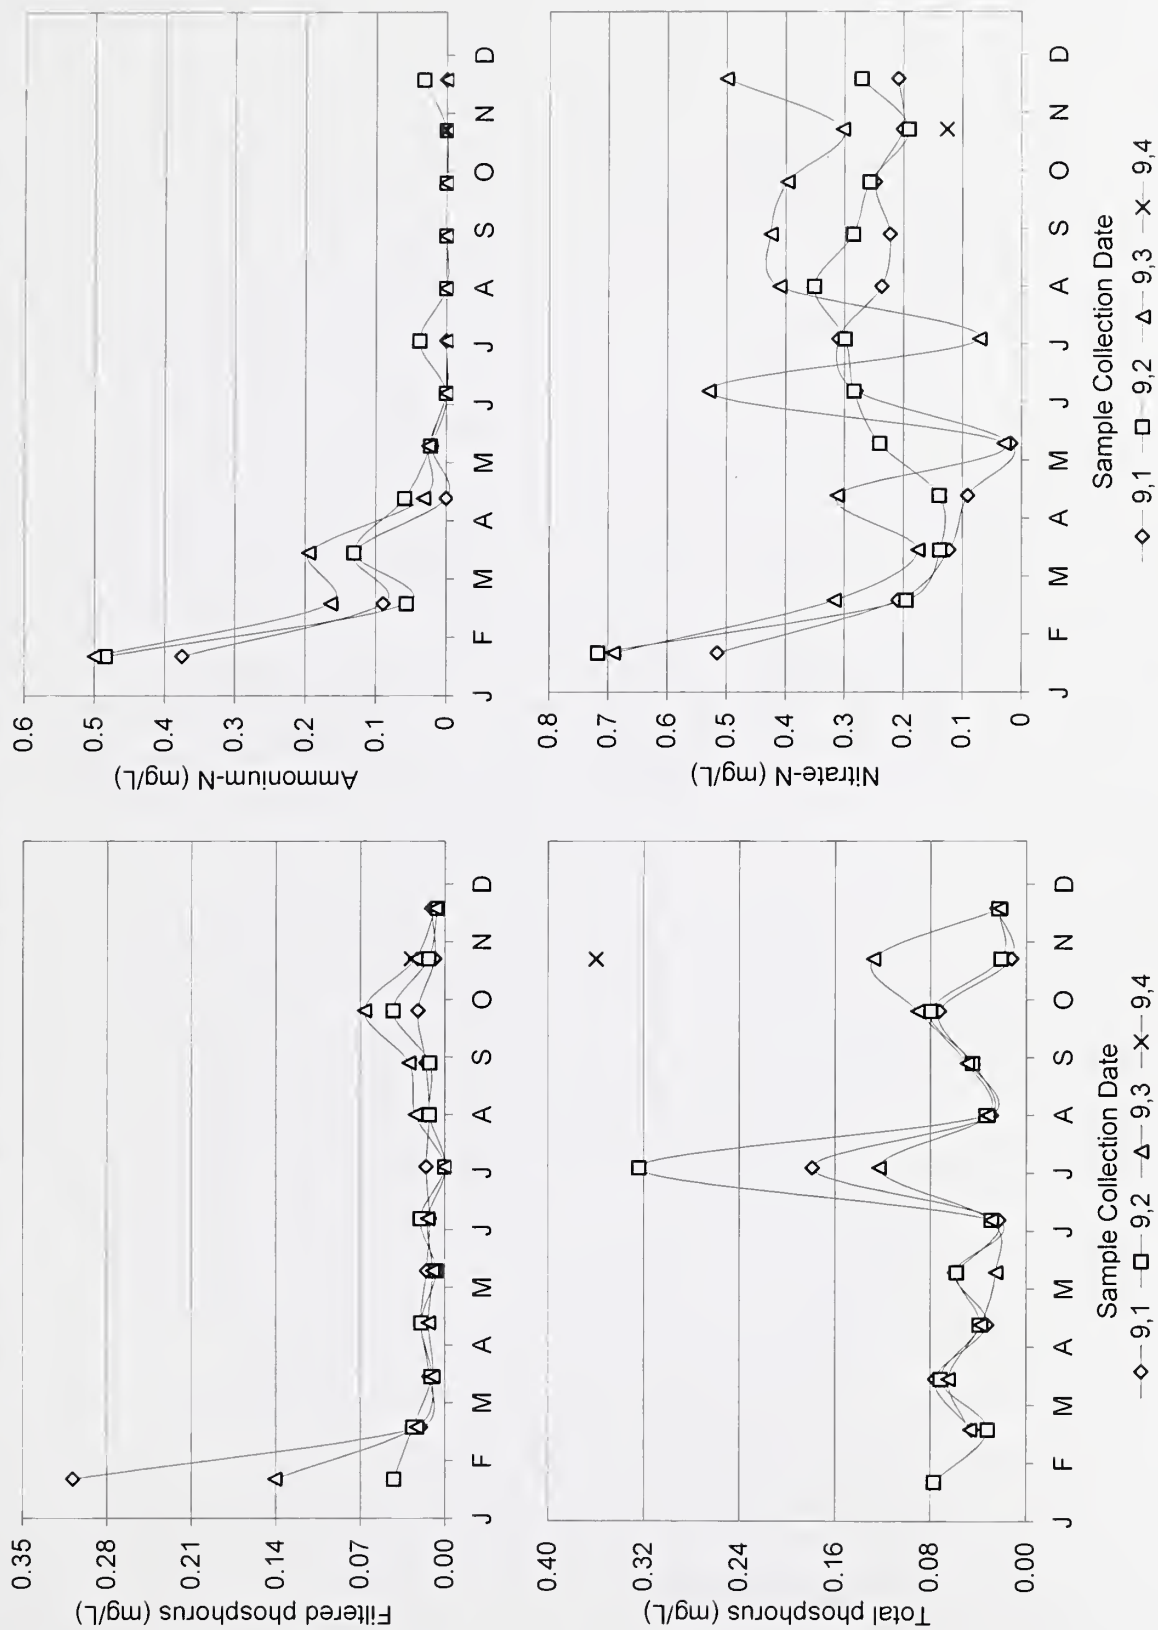 Filtered phosphorus (mg/L)
0.35
0.28
0.21
0.14
0.07
0.00
J F M A M J J A S O N D
Ammonium-N (mg/L)
0.6
0.5
0.4
0.3
0.2
0.1
0
J F M A M J J A S O N D
Total phosphorus (mg/L)
0.40
0.32
0.24
0.16
0.08
0.00
J F M A M J J A S O N D
Sample Collection Date
9,1 9,2 9,3 9,4
Nitrate-N (mg/L)
0.8
0.7
0.6
0.5
0.4
0.3
0.2
0.1
0
J F M A M J J A S O N D
Sample Collection Date
9,1 9,2 9,3 9,4